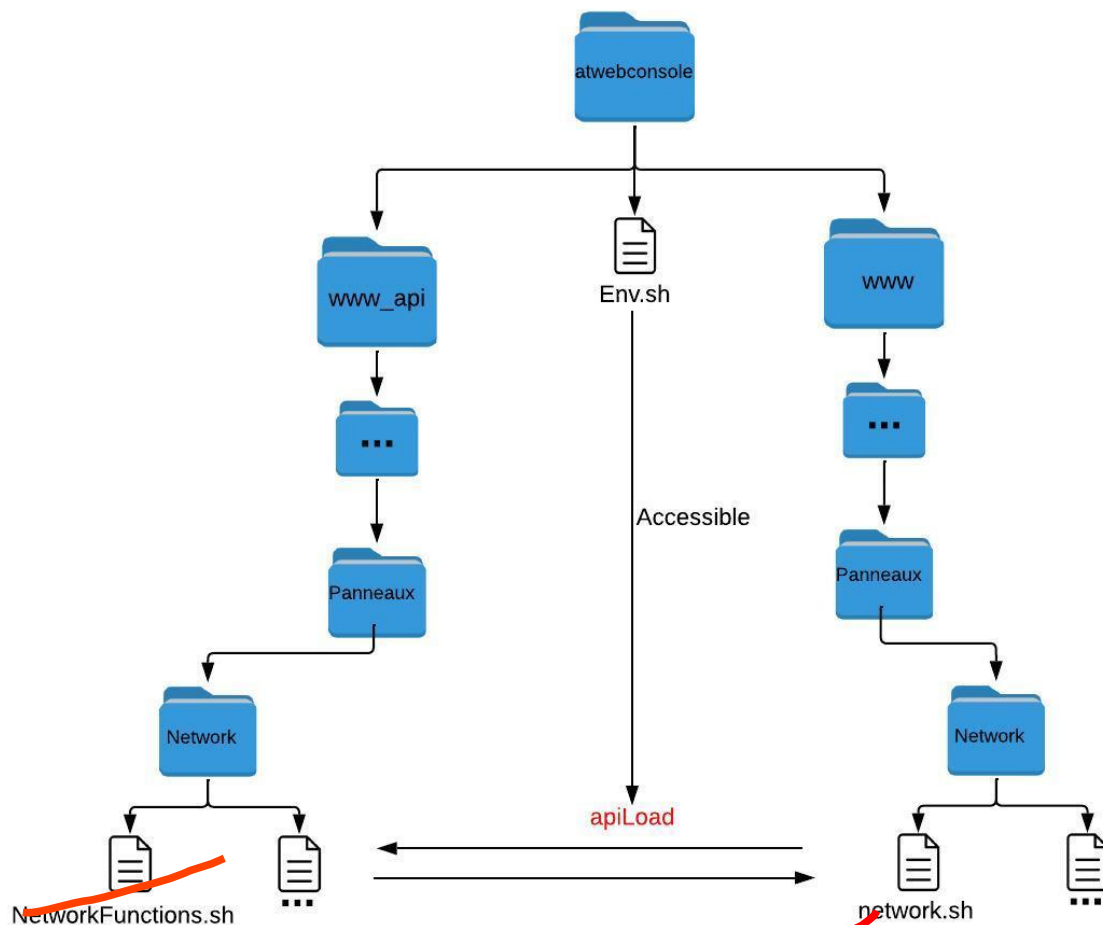 atwebconsole
www_api
Env.sh
www
...
...
Accessible
Panneaux
Panneaux
Network
Network
apiLoad
NetworkFunctions.sh
...
network.sh
...